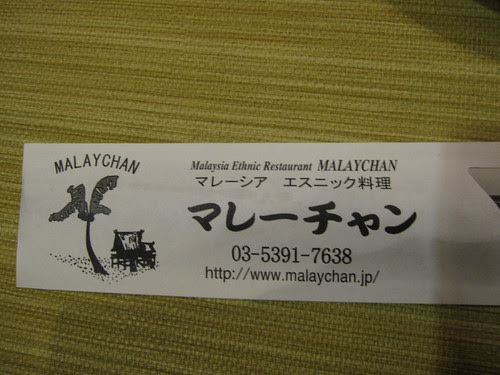 MALAYCHAN
Malaysia Ethnic Restaurant MALAYCHAN
マレーシア エスニック料理
マレーチャン
03-5391-7638
http://www.malaychan.jp/